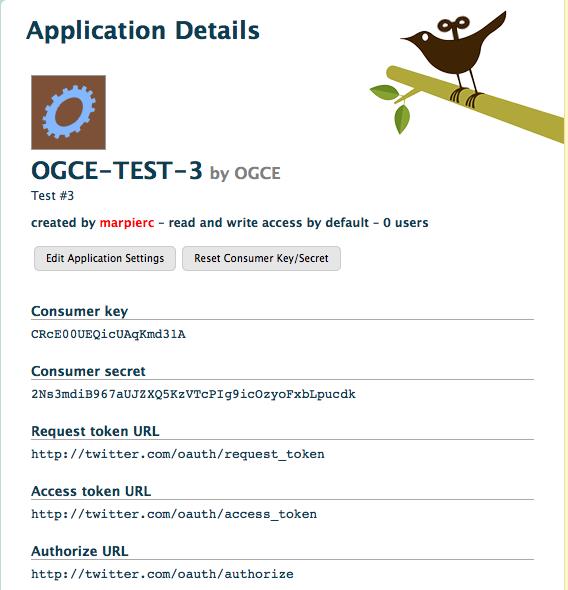 Application Details
OGCE-TEST-3 by OGCE
Test #3
created by marpierc – read and write access by default – 0 users
Edit Application Settings Reset Consumer Key/Secret
Consumer key
CRcE00UEQicUAqKmd31A
Consumer secret
2Ns3mdiB967aUJZXQ5KzVTcPIg9icOzyoFxbLpucdk
Request token URL
http://twitter.com/oauth/request_token
Access token URL
http://twitter.com/oauth/access_token
Authorize URL
http://twitter.com/oauth/authorize